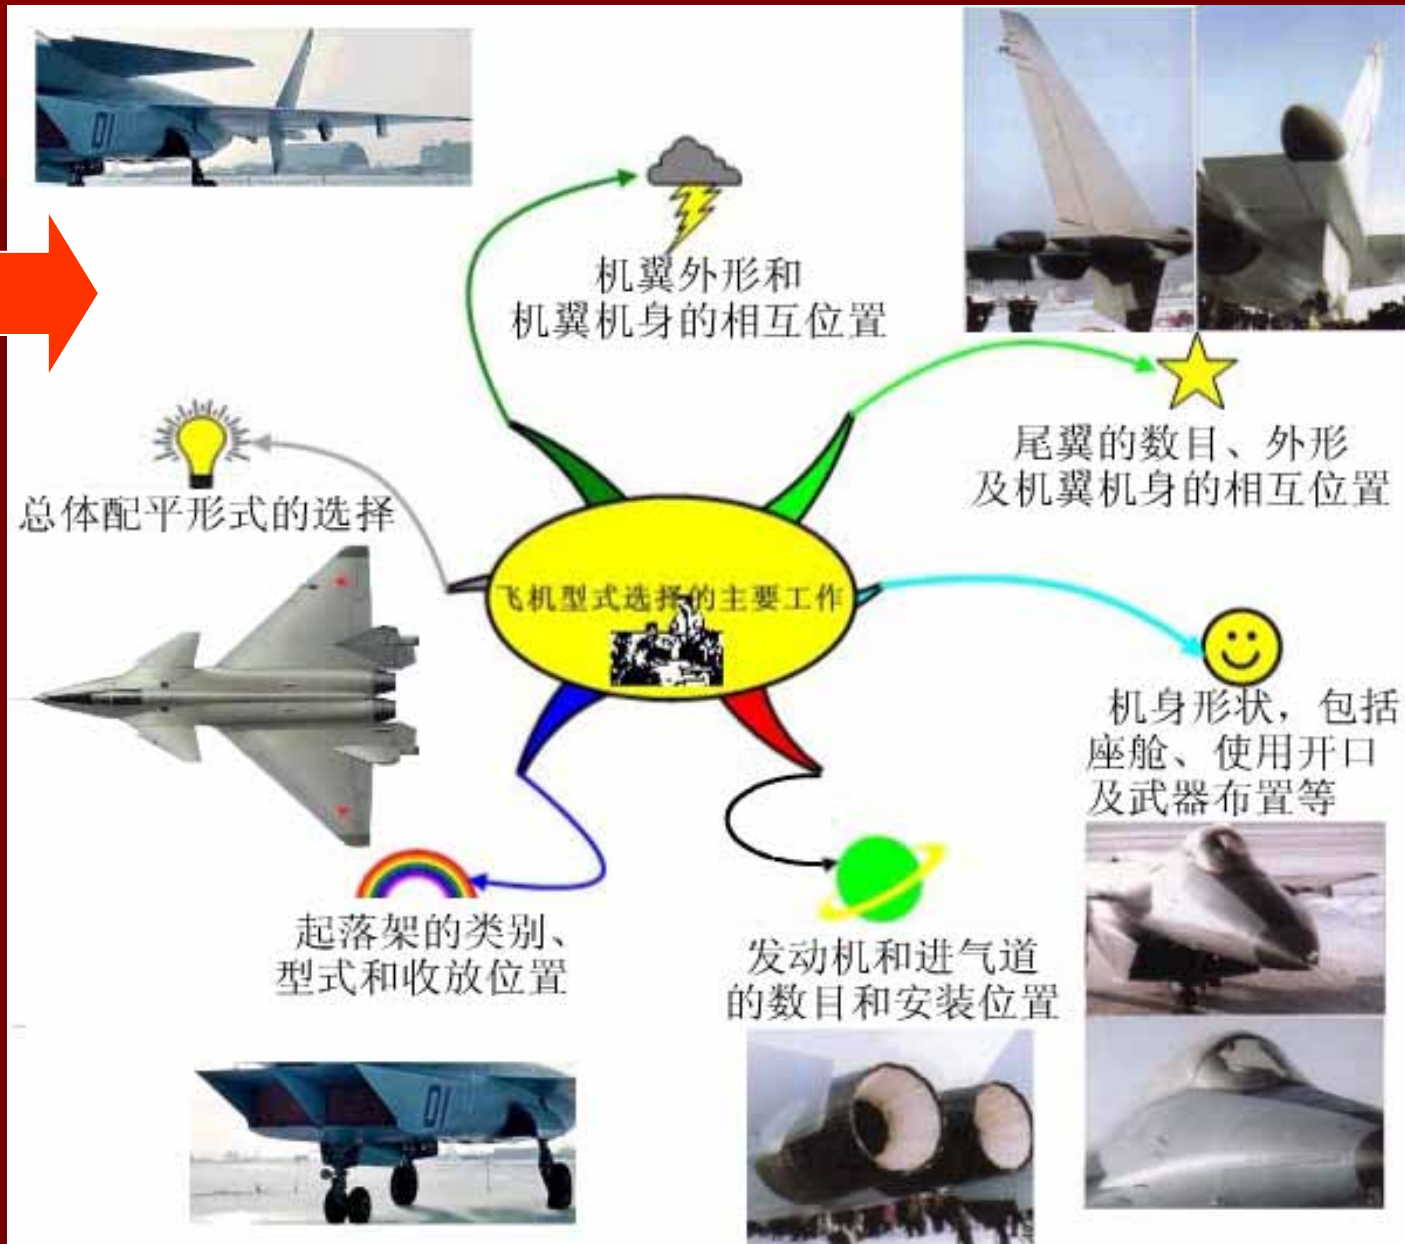 01
机翼外形和
机翼机身的相互位置
尾翼的数目、外形
及机翼机身的相互位置
总体配平形式的选择
飞机型式选择的主要工作
机身形状，包括
座舱、使用开口
及武器布置等
起落架的类别、
型式和收放位置
发动机和进气道
的数目和安装位置
01